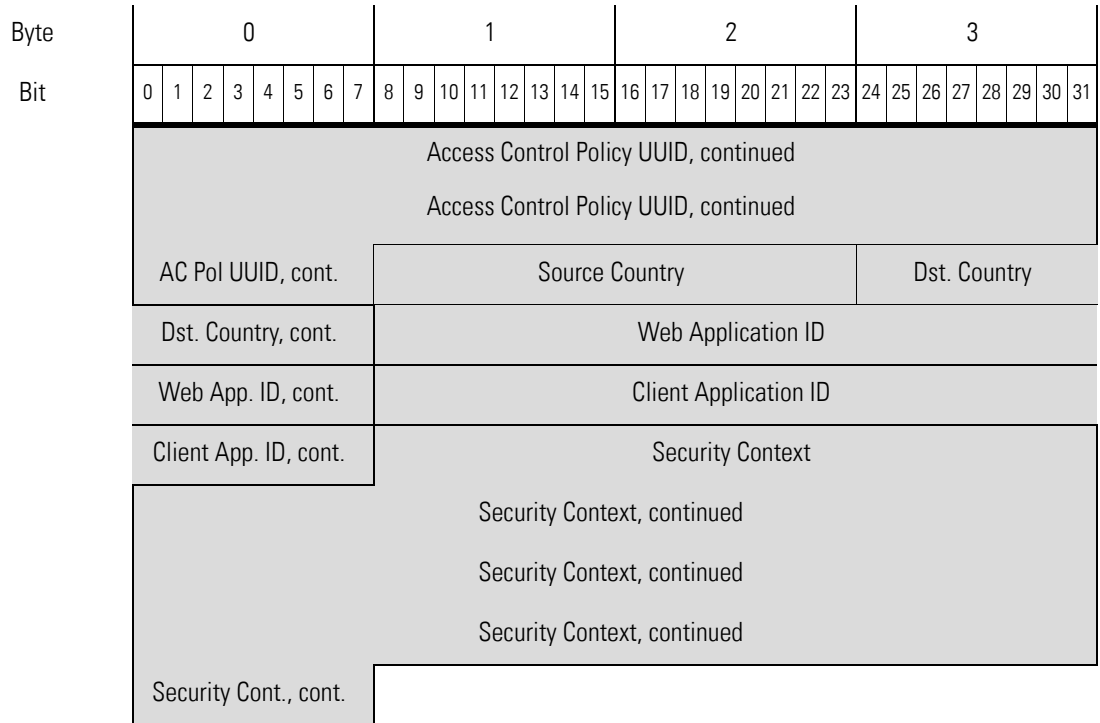 Byte 0 1 2 3
Bit 0 1 2 3 4 5 6 7 8 9 10 11 12 13 14 15 16 17 18 19 20 21 22 23 24 25 26 27 28 29 30 31
Access Control Policy UUID, continued
Access Control Policy UUID, continued
AC Pol UUID, cont. Source Country Dst. Country
Dst. Country, cont. Web Application ID
Web App. ID, cont. Client Application ID
Client App. ID, cont. Security Context
Security Context, continued
Security Context, continued
Security Context, continued
Security Cont., cont.